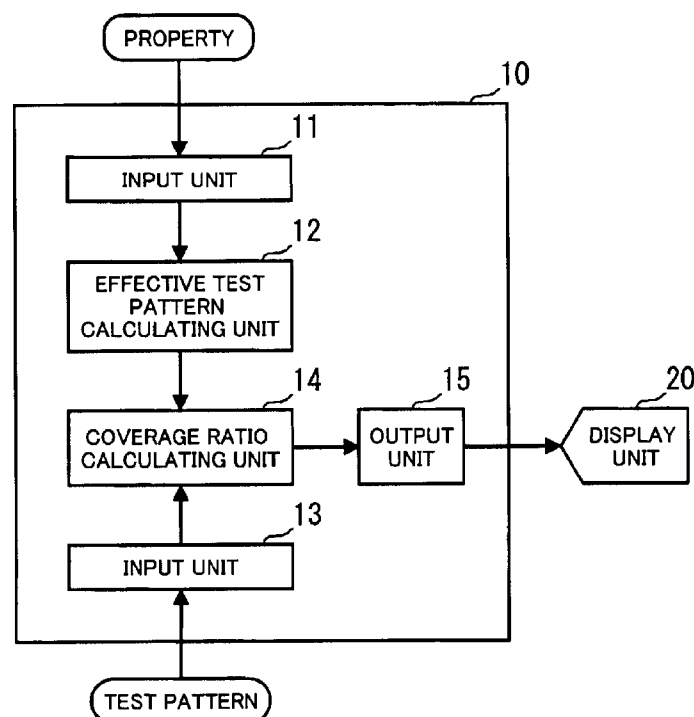 PROPERTY
10
11
INPUT UNIT
12
EFFECTIVE TEST
PATTERN
CALCULATING UNIT
14
COVERAGE RATIO
CALCULATING UNIT
15
OUTPUT
UNIT
20
DISPLAY
UNIT
13
INPUT UNIT
TEST PATTERN